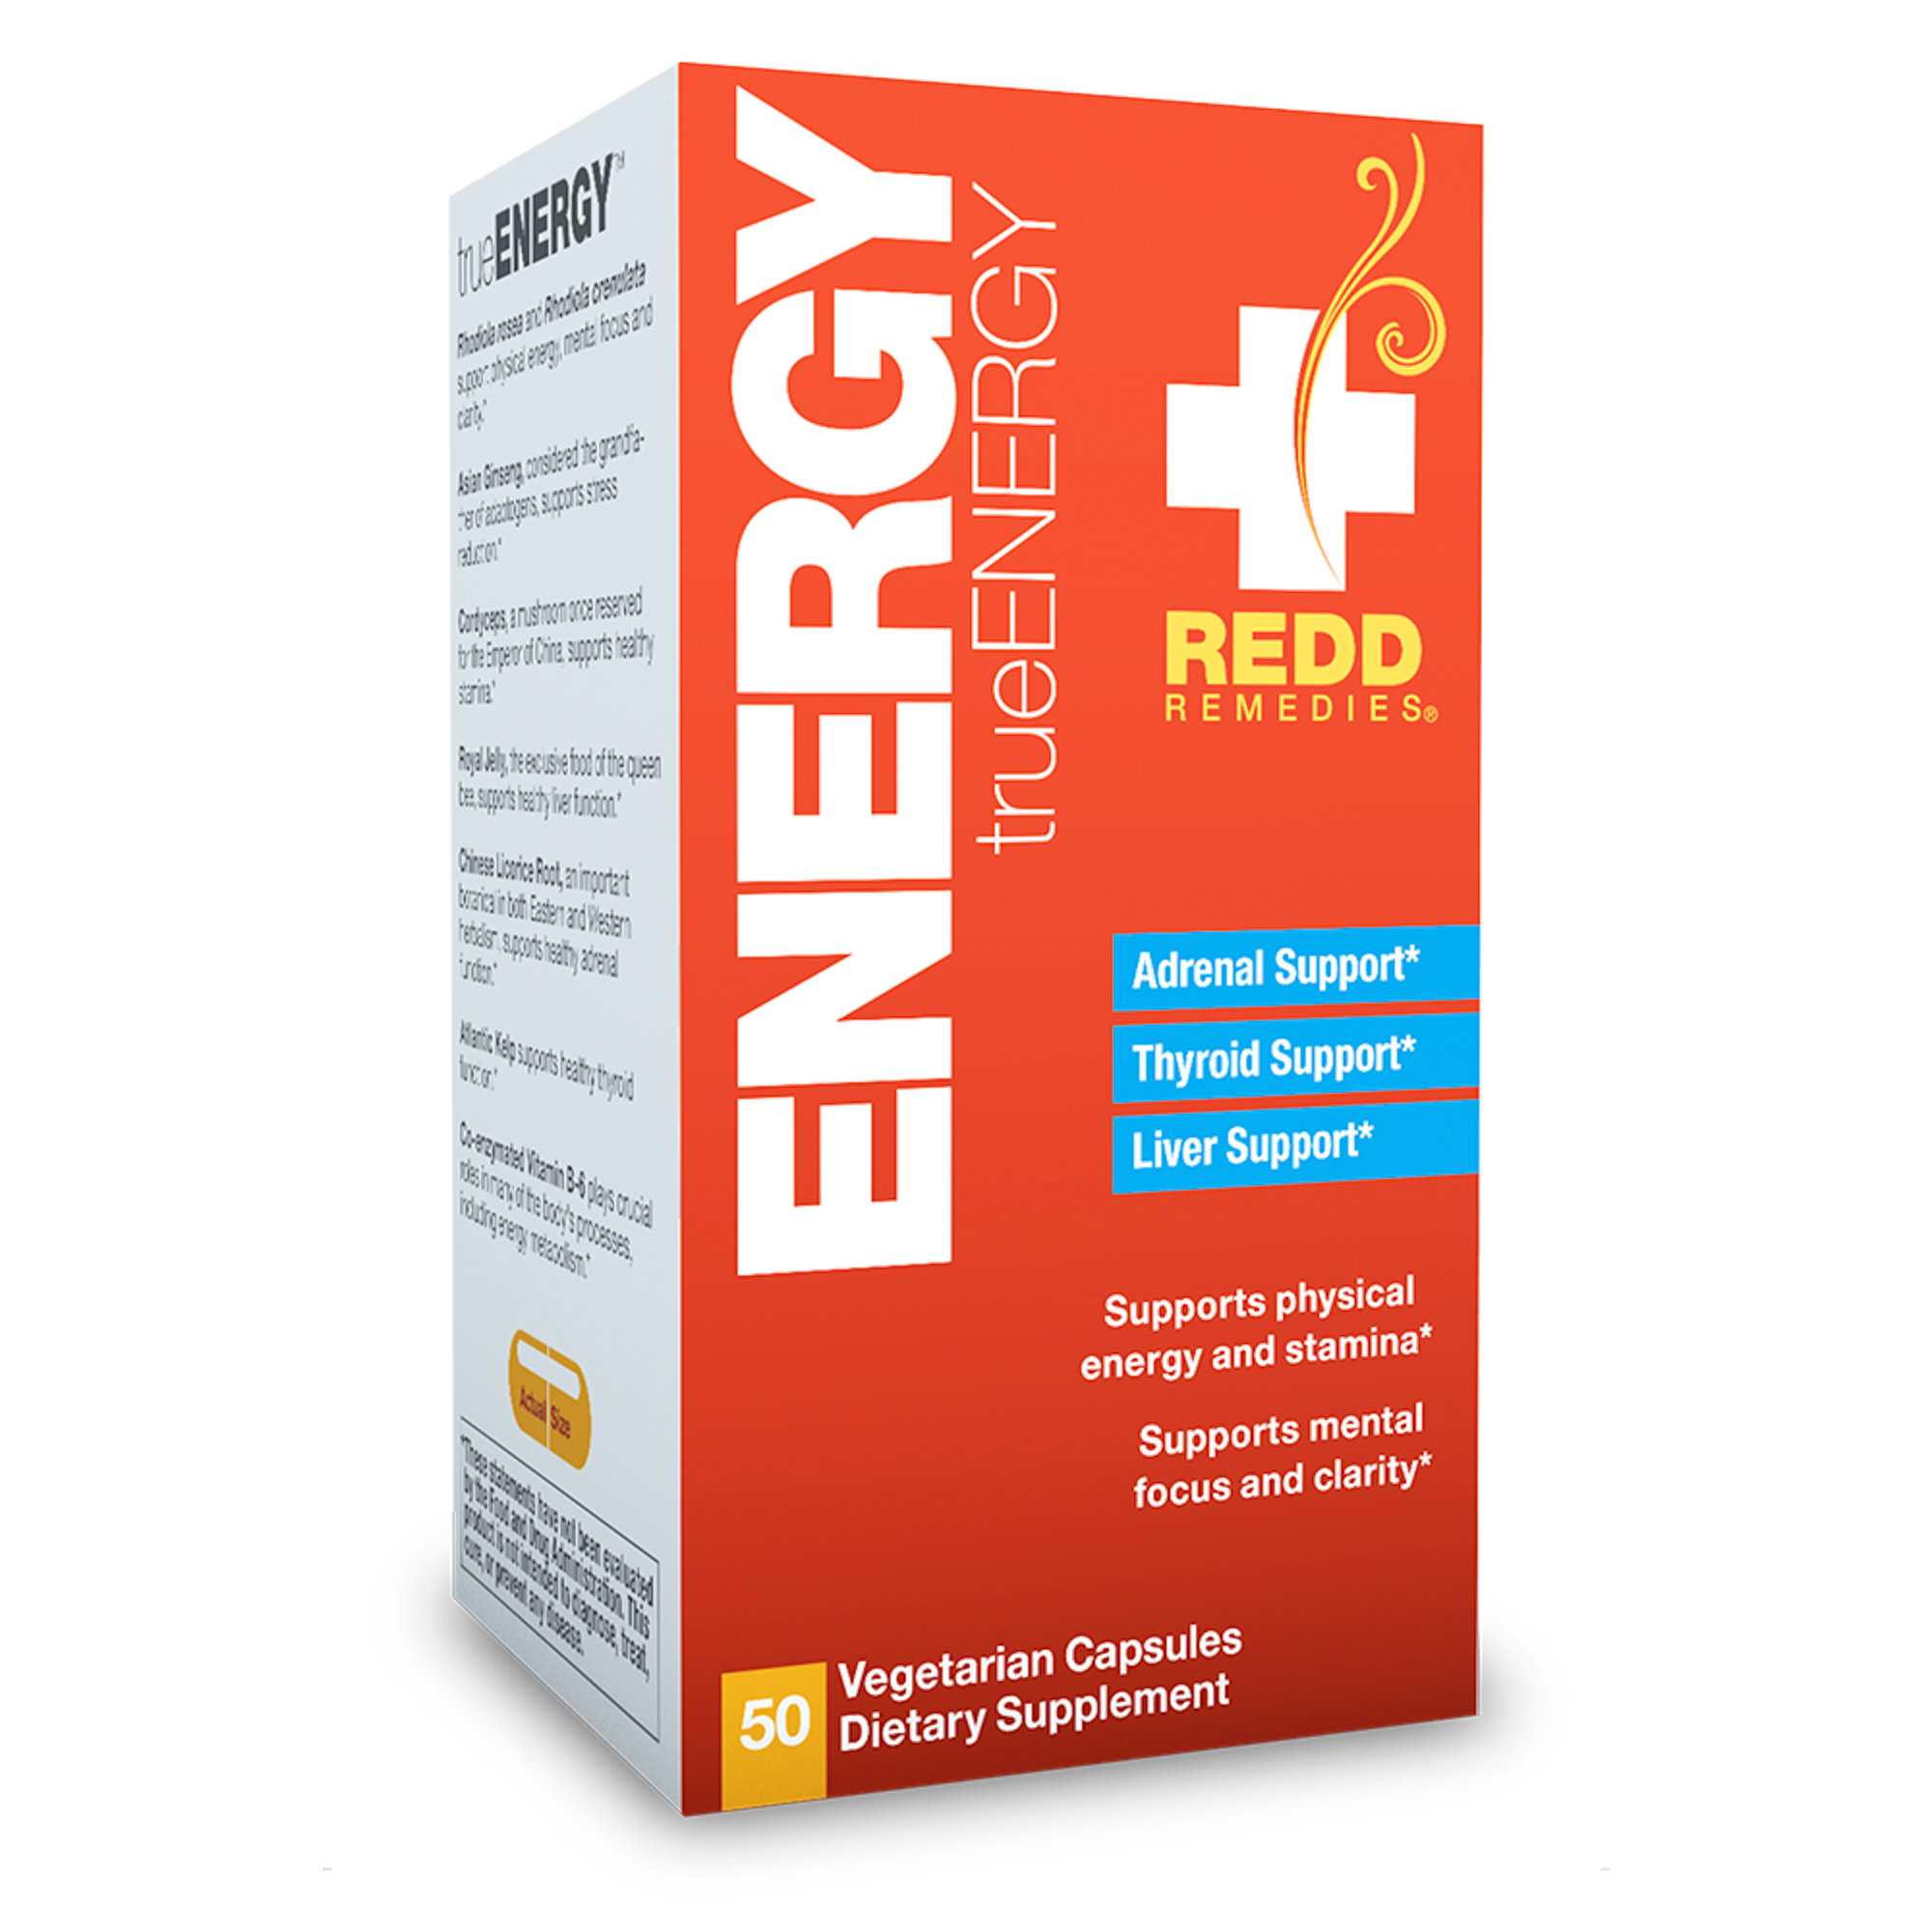 trueENERGY™
Rhodiola rosea and Rhodiola crenulata
support physical energy, mental focus and
clarity.*
Asian Ginseng, considered the grandfa-
ther of adaptogens, supports stress
reduction.*
Cordyceps, a mushroom once reserved
for the Emperor of China, supports healthy
stamina.*
Royal Jelly, the exclusive food of the queen
bee, supports healthy liver function.*
Chinese Licorice Root, an important
botanical in both Eastern and Western
herbalism, supports healthy adrenal
function.*
Atlantic Kelp supports healthy thyroid
function.*
Co-enzymated Vitamin B-6 plays crucial
roles in many of the body's processes,
including energy metabolism.*
Actual Size
*These statements have not been evaluated
by the Food and Drug Administration. This
product is not intended to diagnose, treat,
cure, or prevent any disease.
ENERGY
trueENERGY
REDD
REMEDIES®
Adrenal Support*
Thyroid Support*
Liver Support*
Supports physical
energy and stamina*
Supports mental
focus and clarity*
50
Vegetarian Capsules
Dietary Supplement